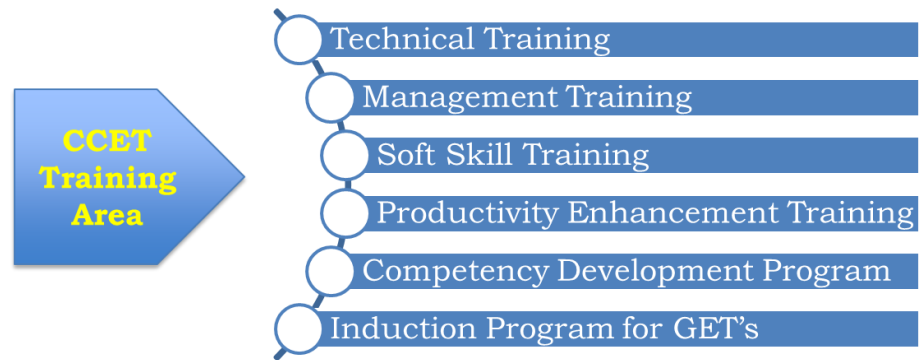 CCET
Training
Area
Technical Training
Management Training
Soft Skill Training
Productivity Enhancement Training
Competency Development Program
Induction Program for GET’s